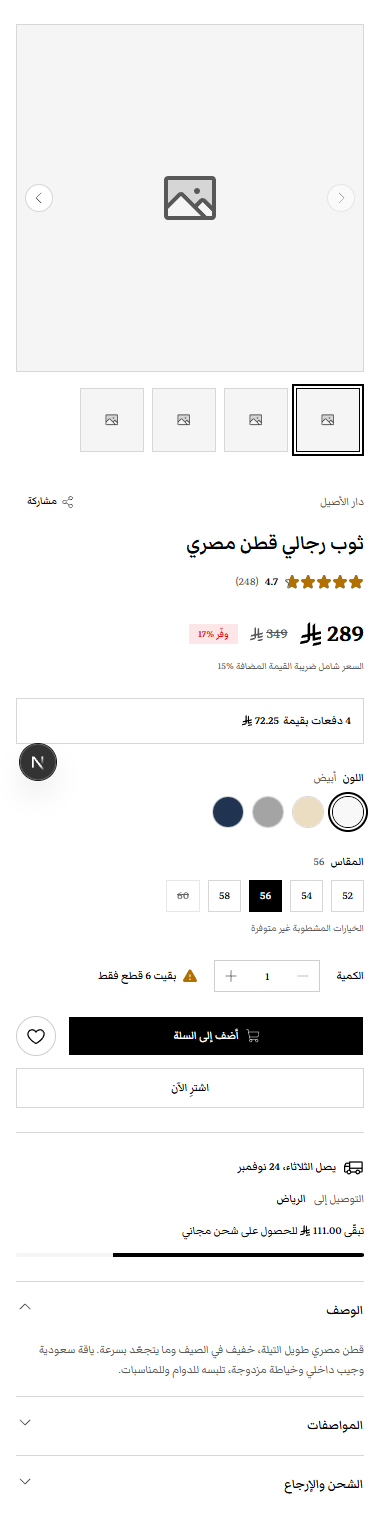 دار الأصيل
مشاركة
ثوب رجالي قطن مصري
4.7 (248)
289 349 وفّر 17%
السعر شامل ضريبة القيمة المضافة 15%
4 دفعات بقيمة 72.25
N
اللون أبيض
المقاس 56
52 54 56 58 60
الخيارات المشطوبة غير متوفرة
الكمية 1 بقيت 6 قطع فقط
أضف إلى السلة
اشترِ الآن
يصل الثلاثاء، 24 نوفمبر
التوصيل إلى الرياض
تبقّى 111.00 للحصول على شحن مجاني
الوصف
قطن مصري طويل التيلة، خفيف في الصيف وما يتجعّد بسرعة. ياقة سعودية
وجيب داخلي وخياطة مزدوجة، تلبسه للدوام وللمناسبات.
المواصفات
الشحن والإرجاع